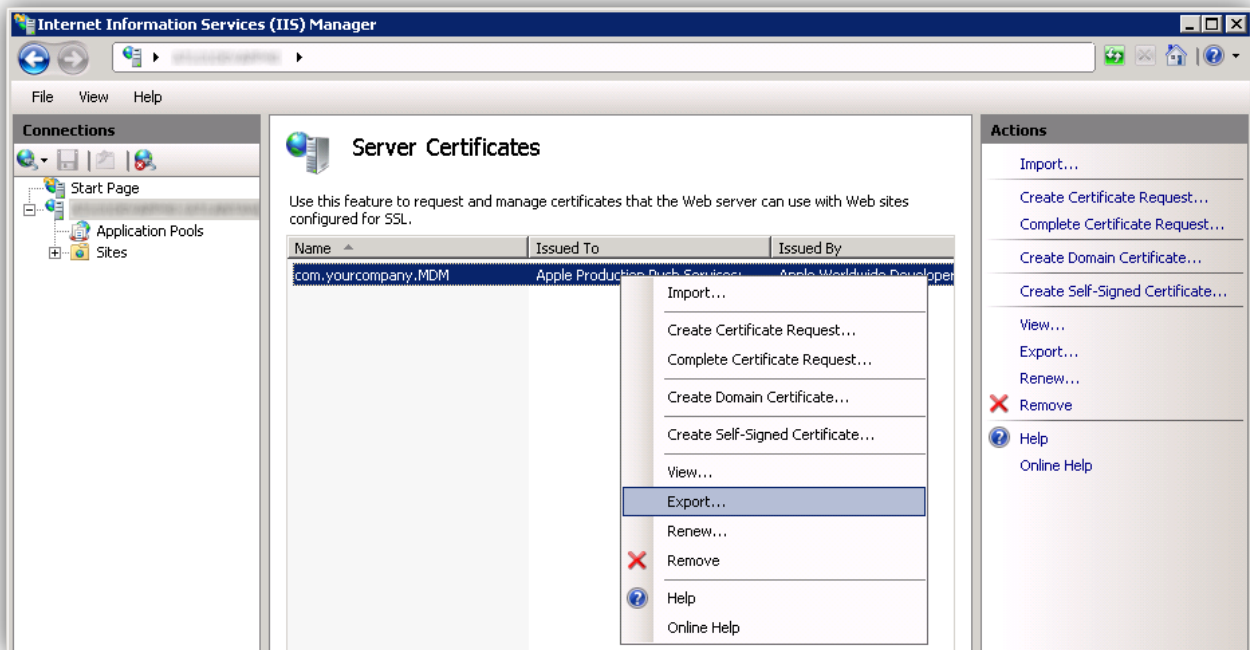 Internet Information Services (IIS) Manager
File View Help
Connections
Start Page
Application Pools
Sites
Server Certificates
Use this feature to request and manage certificates that the Web server can use with Web sites
configured for SSL.
Name Issued To Issued By
com.yourcompany.MDM Apple Production Push Services: Apple Worldwide Developer
Import...
Create Certificate Request...
Complete Certificate Request...
Create Domain Certificate...
Create Self-Signed Certificate...
View...
Export...
Renew...
Remove
Help
Online Help
Actions
Import...
Create Certificate Request...
Complete Certificate Request...
Create Domain Certificate...
Create Self-Signed Certificate...
View...
Export...
Renew...
Remove
Help
Online Help